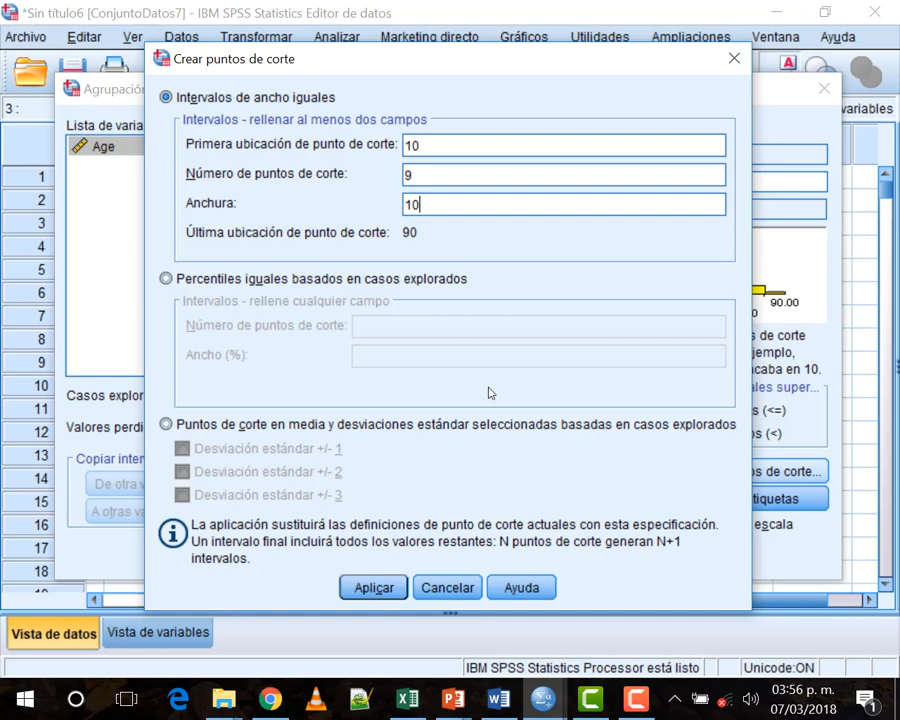 *Sin título6 [ConjuntoDatos7] - IBM SPSS Statistics Editor de datos
Archivo Editar Ver Datos Transformar Analizar Marketing directo Gráficos Utilidades Ampliaciones Ventana Ayuda
Crear puntos de corte
Agrupación
3 :
variables
Lista de varia
Age
Intervalos de ancho iguales
Intervalos - rellenar al menos dos campos
Primera ubicación de punto de corte: 10
Número de puntos de corte: 9
Anchura: 10
Última ubicación de punto de corte: 90
Percentiles iguales basados en casos explorados
Intervalos - rellene cualquier campo
Número de puntos de corte:
Ancho (%):
Puntos de corte en media y desviaciones estándar seleccionadas basadas en casos explorados
Desviación estándar +/- 1
Desviación estándar +/- 2
Desviación estándar +/- 3
La aplicación sustituirá las definiciones de punto de corte actuales con esta especificación.
Un intervalo final incluirá todos los valores restantes: N puntos de corte generan N+1
intervalos.
Aplicar Cancelar Ayuda
1
2
3
4
5
6
7
8
9
10
11
12
13
14
15
16
17
18
Casos explor
Valores perdi
Copiar inter
De otra v
A otras va
90.00
0
s de corte
jemplo,
acaba en 10.
ales super...
s (<=)
s (<)
os de corte...
tiquetas
escala
Vista de datos Vista de variables
IBM SPSS Statistics Processor está listo Unicode:ON
A
03:56 p. m.
07/03/2018
1